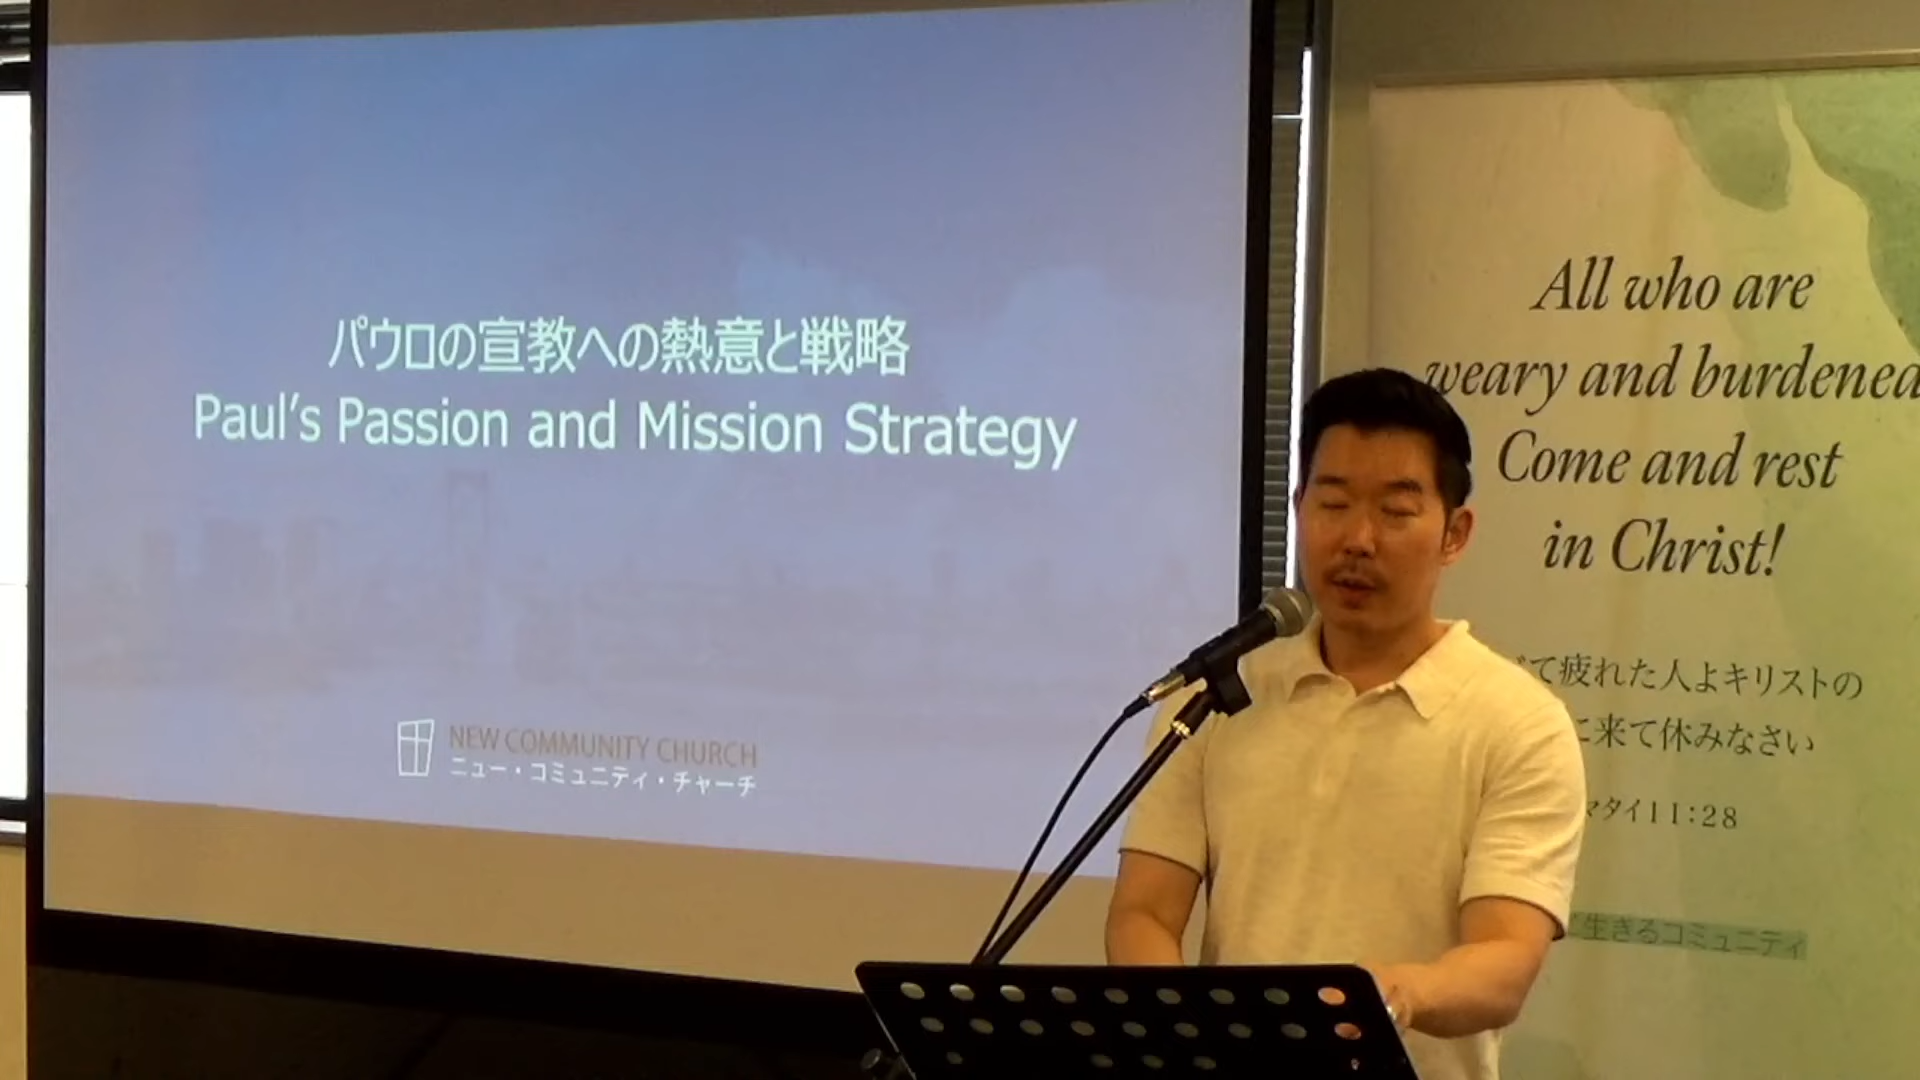 パウロの宣教への熱意と戦略
Paul's Passion and Mission Strategy
NEW COMMUNITY CHURCH
ニュー・コミュニティ・チャーチ
All who are
weary and burdened
Come and rest
in Christ!
て疲れた人よキリストの
に来て休みなさい
マタイ11:28
生きるコミュニティ